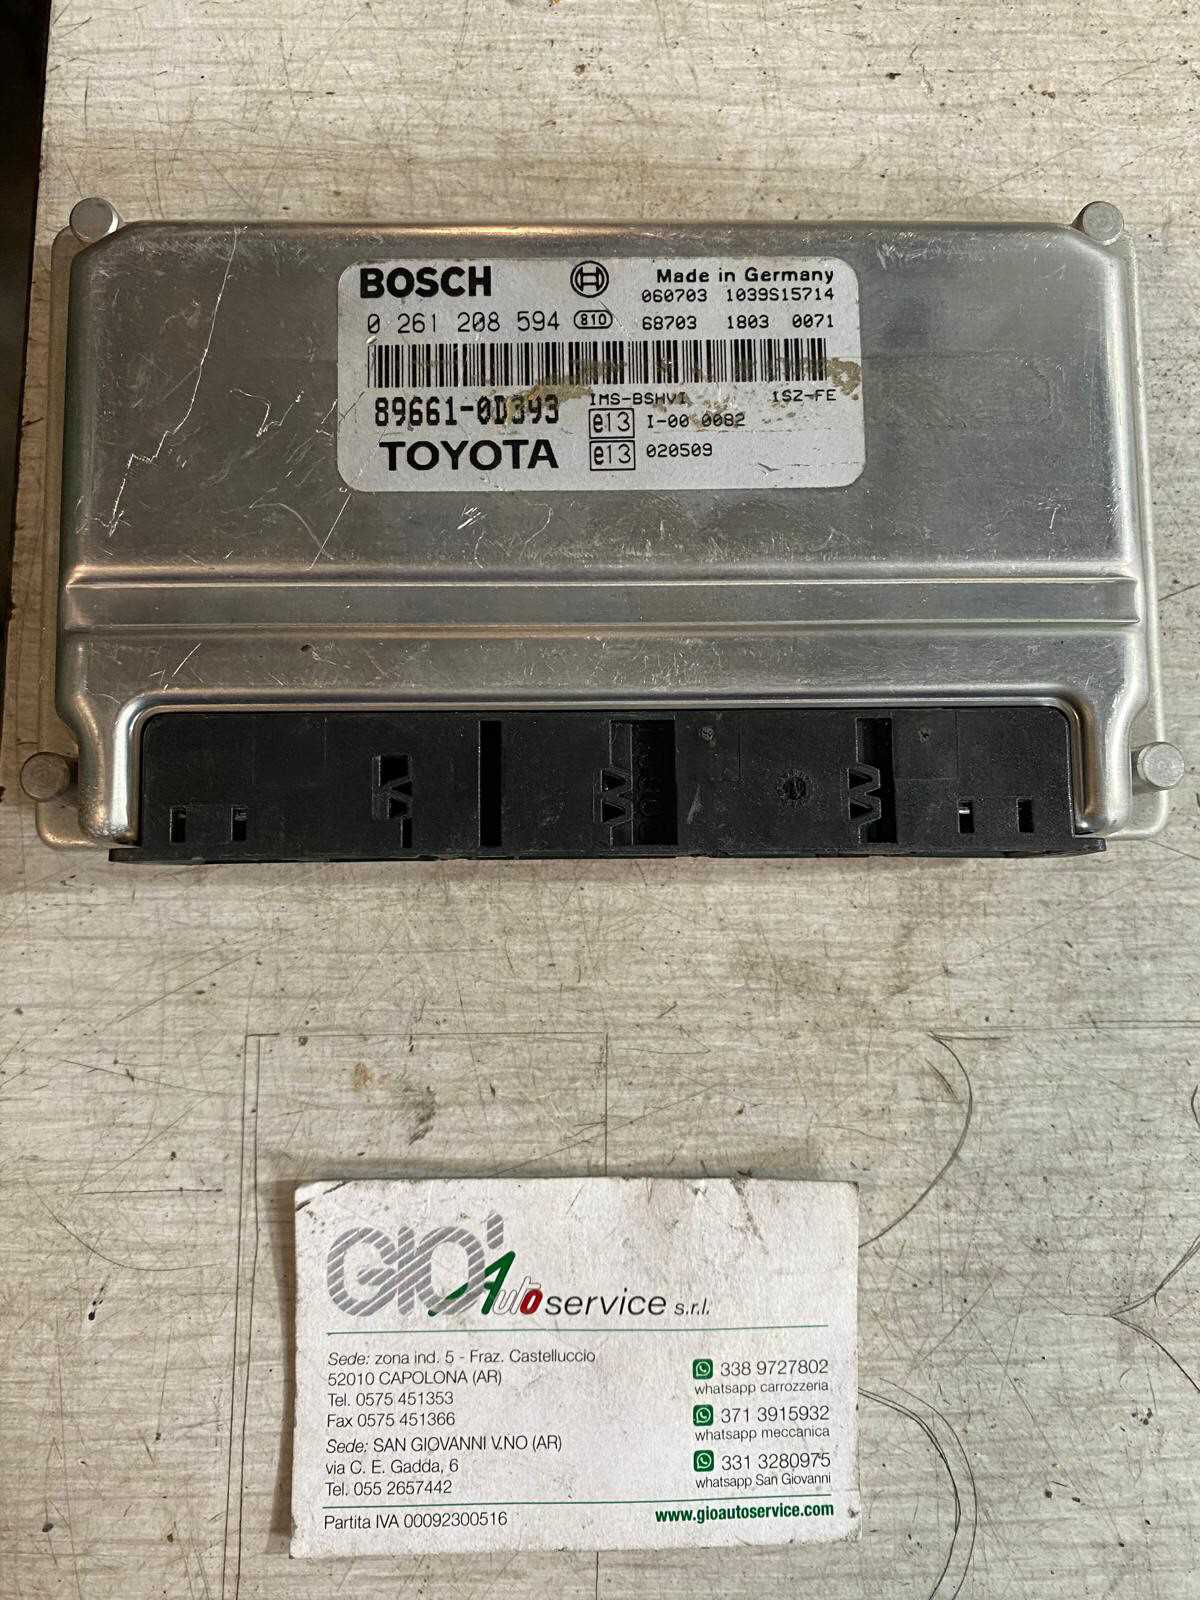 BOSCH
Made in Germany
060703 1039S15714
0 261 208 594 810 68703 1803 0071
IMS-BSHVI 1SZ-FE
89661-0D343
e13 I-00 0082
TOYOTA
e13 020509
GIO' Autoservice s.r.l.
Sede: zona ind. 5 - Fraz. Castelluccio
52010 CAPOLONA (AR)
Tel. 0575 451353
Fax 0575 451366
Sede: SAN GIOVANNI V.NO (AR)
via C. E. Gadda, 6
Tel. 055 2657442
338 9727802
whatsapp carrozzeria
371 3915932
whatsapp meccanica
331 3280975
whatsapp San Giovanni
Partita IVA 00092300516
www.gioautoservice.com